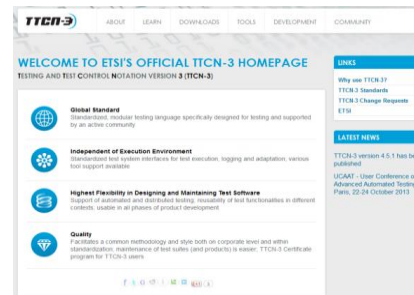 TTCN-3
ABOUT LEARN DOWNLOADS TOOLS DEVELOPMENT COMMUNITY
WELCOME TO ETSI'S OFFICIAL TTCN-3 HOMEPAGE
TESTING AND TEST CONTROL NOTATION VERSION 3 (TTCN-3)
Global Standard
Standardized, modular testing language specifically designed for testing and supported
by an active community
Independent of Execution Environment
Standardized test system interfaces for test execution, logging and adaptation, various
tool support available
Highest Flexibility in Designing and Maintaining Test Software
Support of automated and distributed testing; reusability of test functionalities in different
contexts; usable in all phases of product development
Quality
Facilitates a common methodology and style both on corporate level and within
standardization; maintenance of test suites (and products) is easier; TTCN-3 Certificate
program for TTCN-3 users
LINKS
Why use TTCN-3?
TTCN-3 Standards
TTCN-3 Change Requests
ETSI
LATEST NEWS
TTCN-3 version 4.5.1 has be
published
UCAAT - User Conference o
Advanced Automated Testing
Paris, 22-24 October 2013